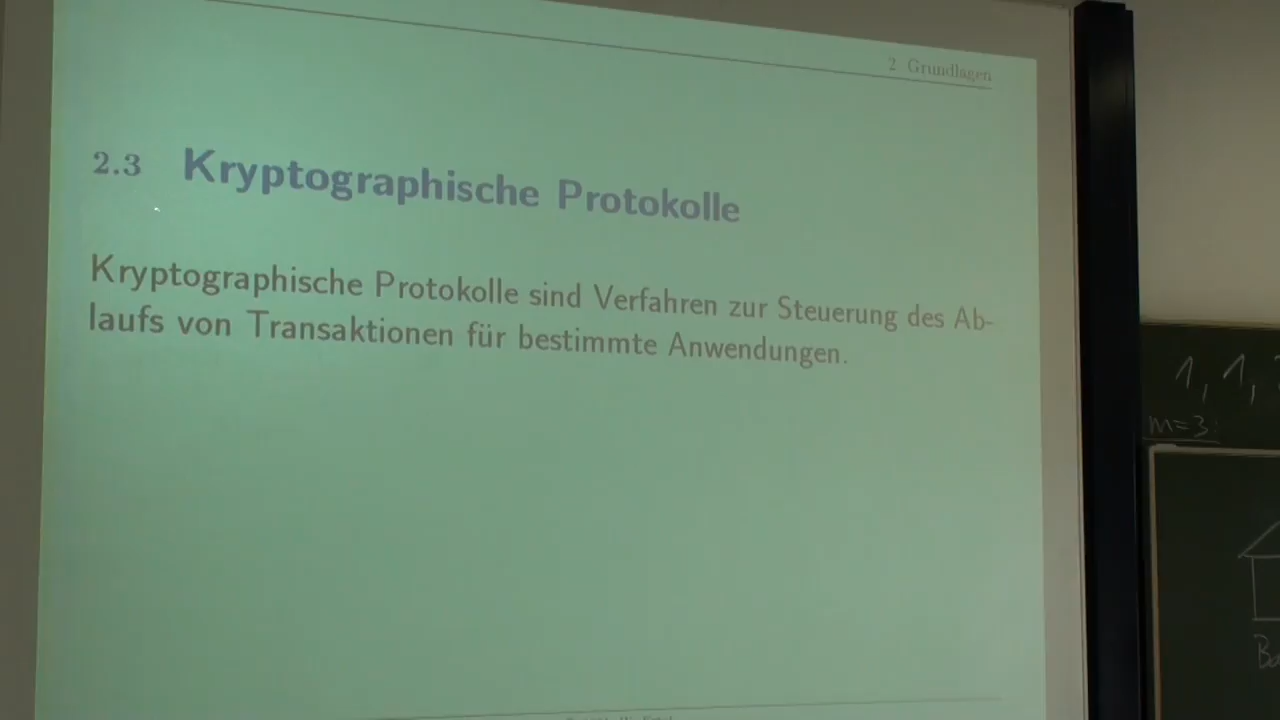 2 Grundlagen
2.3 Kryptographische Protokolle
Kryptographische Protokolle sind Verfahren zur Steuerung des Ab-
laufs von Transaktionen für bestimmte Anwendungen.
1, 1,
m=3: